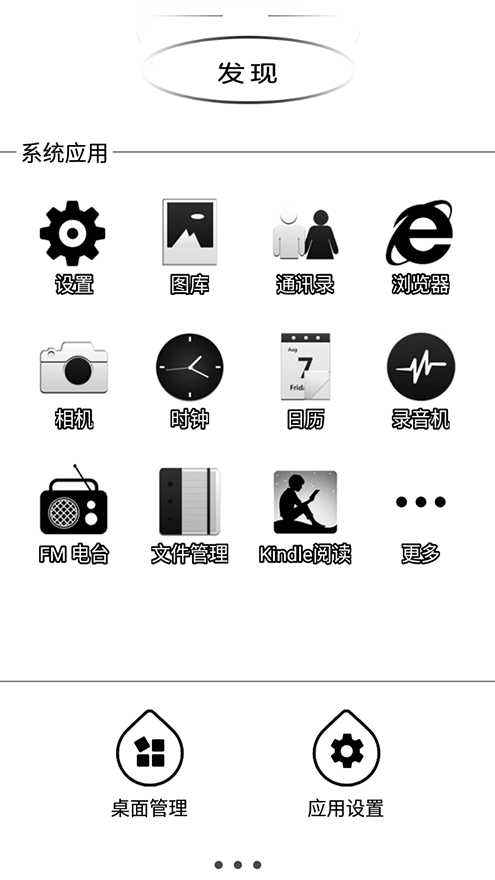 发现
系统应用
设置
图库
通讯录
浏览器
Aug
7
Frid
相机
时钟
日历
录音机
FM 电台
文件管理
Kindle阅读
更多
桌面管理
应用设置